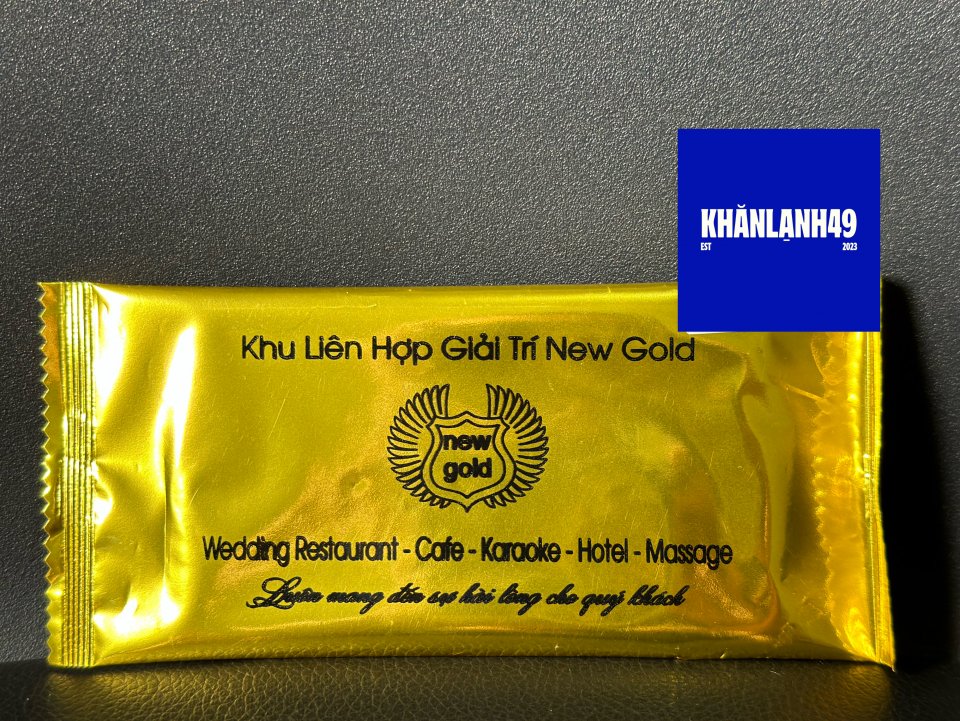 KHĂNLẠNH49
EST 2023
Khu Liên Hợp Giải Trí New Gold
new
gold
Wedding Restaurant - Cafe - Karaoke - Hotel - Massage
Luôn mang đến sự hài lòng cho quý khách